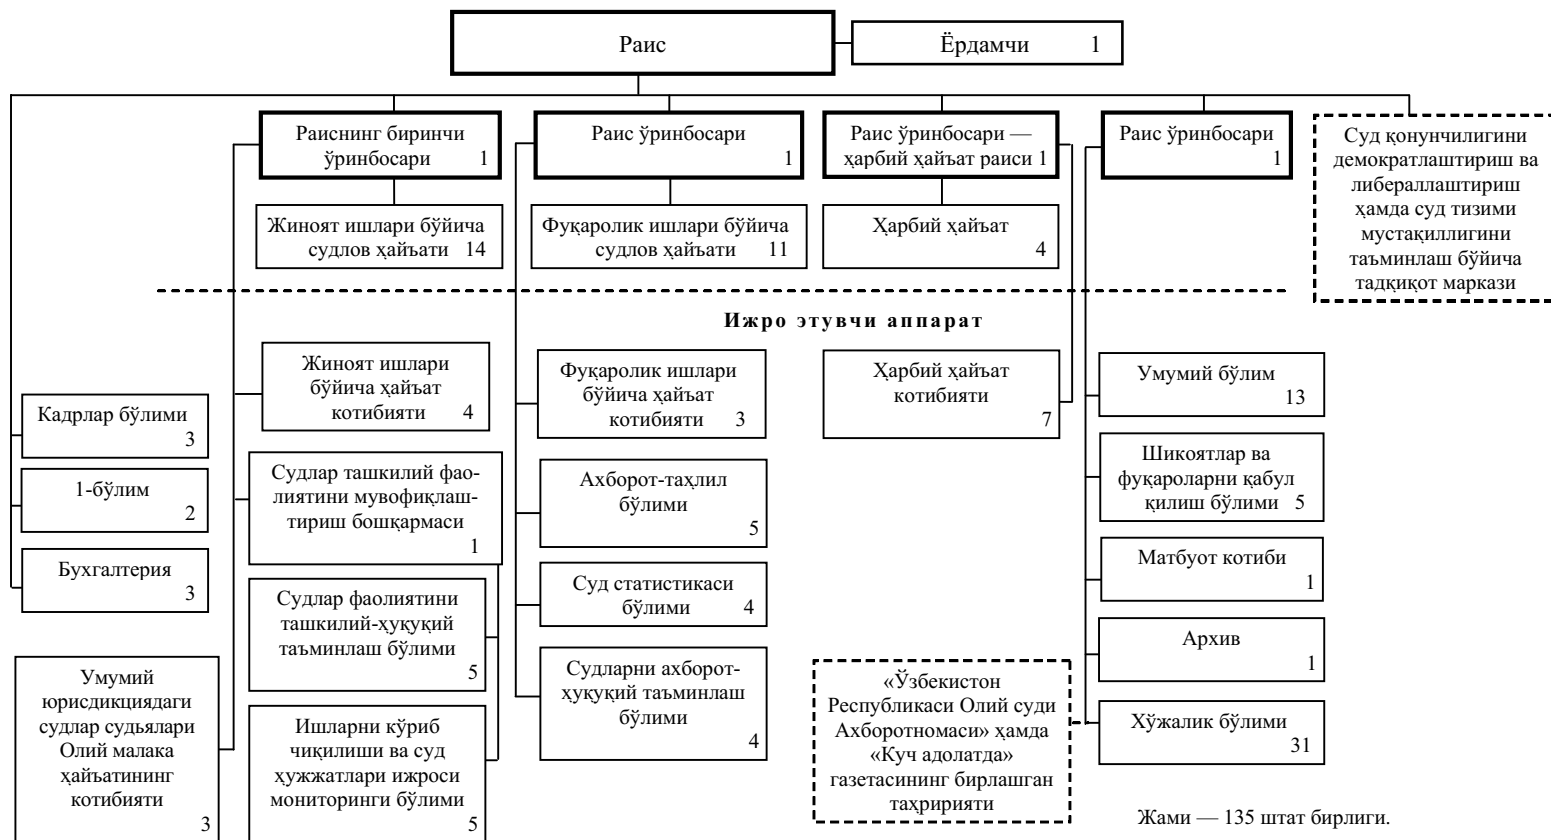 Раис
Ёрдамчи 1
Раиснинг биринчи
ўринбосари 1
Раис ўринбосари
1
Раис ўринбосари —
ҳарбий ҳайъат раиси 1
Раис ўринбосари
1
Суд қонунчилигини
демократлаштириш ва
либераллаштириш
ҳамда суд тизими
мустақиллигини
таъминлаш бўйича
тадқиқот маркази
Жиноят ишлари бўйича
судлов ҳайъати 14
Фуқаролик ишлари бўйича
судлов ҳайъати 11
Ҳарбий ҳайъат
4
Ижро этувчи аппарат
Кадрлар бўлими
3
1-бўлим
2
Бухгалтерия
3
Умумий
юрисдикциядаги
судлар судьялари
Олий малака
ҳайъатининг
котибияти
3
Жиноят ишлари
бўйича ҳайъат
котибияти 4
Судлар ташкилий фао-
лиятини мувофиқлаш-
тириш бошқармаси
1
Судлар фаолиятини
ташкилий-ҳуқуқий
таъминлаш бўлими
5
Ишларни кўриб
чиқилиши ва суд
ҳужжатлари ижроси
мониторинги бўлими
5
Фуқаролик ишлари
бўйича ҳайъат
котибияти 3
Ахборот-таҳлил
бўлими
5
Суд статистикаси
бўлими 4
Судларни ахборот-
ҳуқуқий таъминлаш
бўлими
4
Ҳарбий ҳайъат
котибияти
7
«Ўзбекистон
Республикаси Олий суди
Ахборотномаси» ҳамда
«Куч адолатда»
газетасининг бирлашган
таҳририяти
Умумий бўлим
13
Шикоятлар ва
фуқароларни қабул
қилиш бўлими 5
Матбуот котиби
1
Архив
1
Хўжалик бўлими
31
Жами — 135 штат бирлиги.